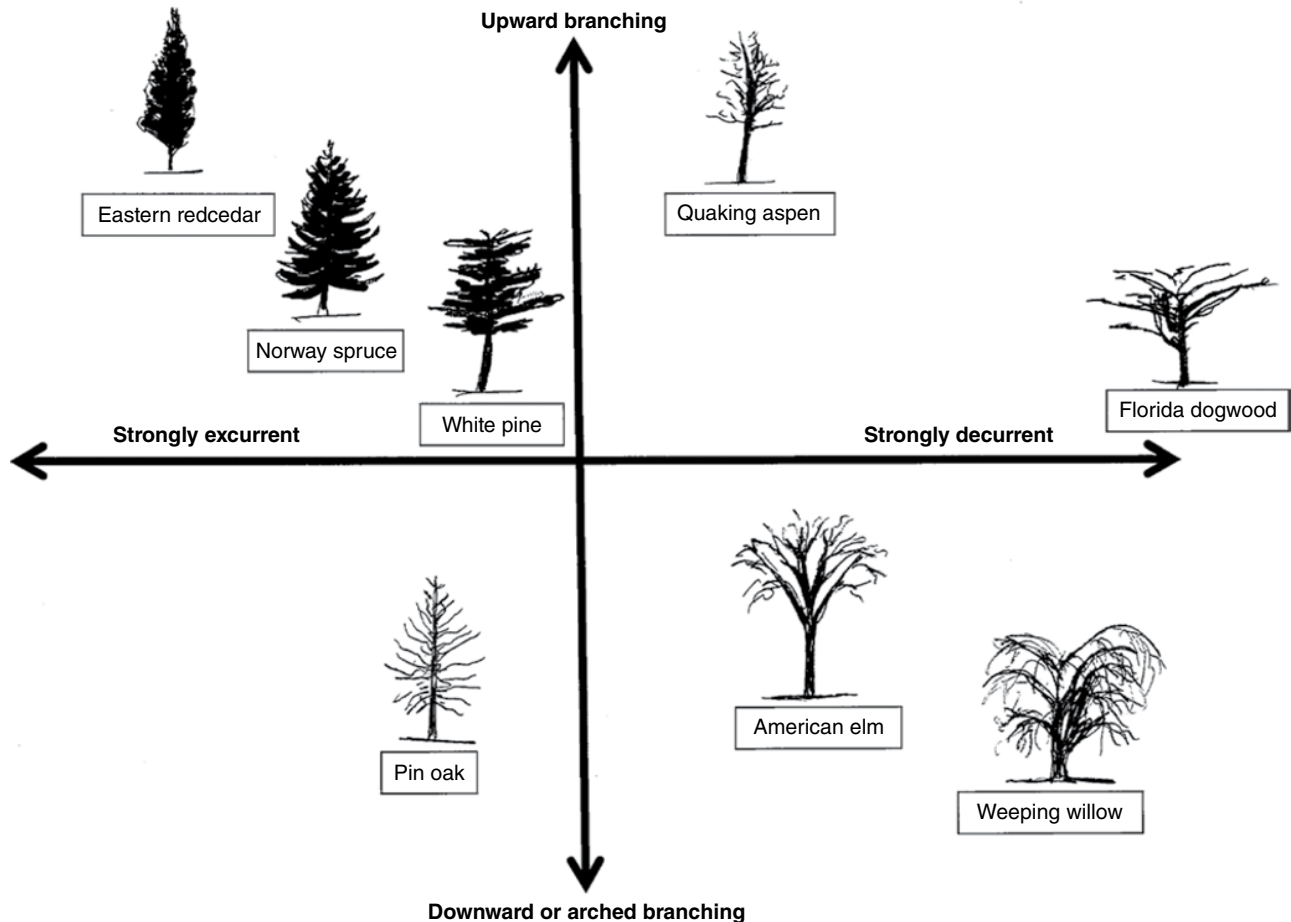 Upward branching
Eastern redcedar
Quaking aspen
Norway spruce
White pine
Florida dogwood
Strongly excurrent
Strongly decurrent
American elm
Pin oak
Weeping willow
Downward or arched branching